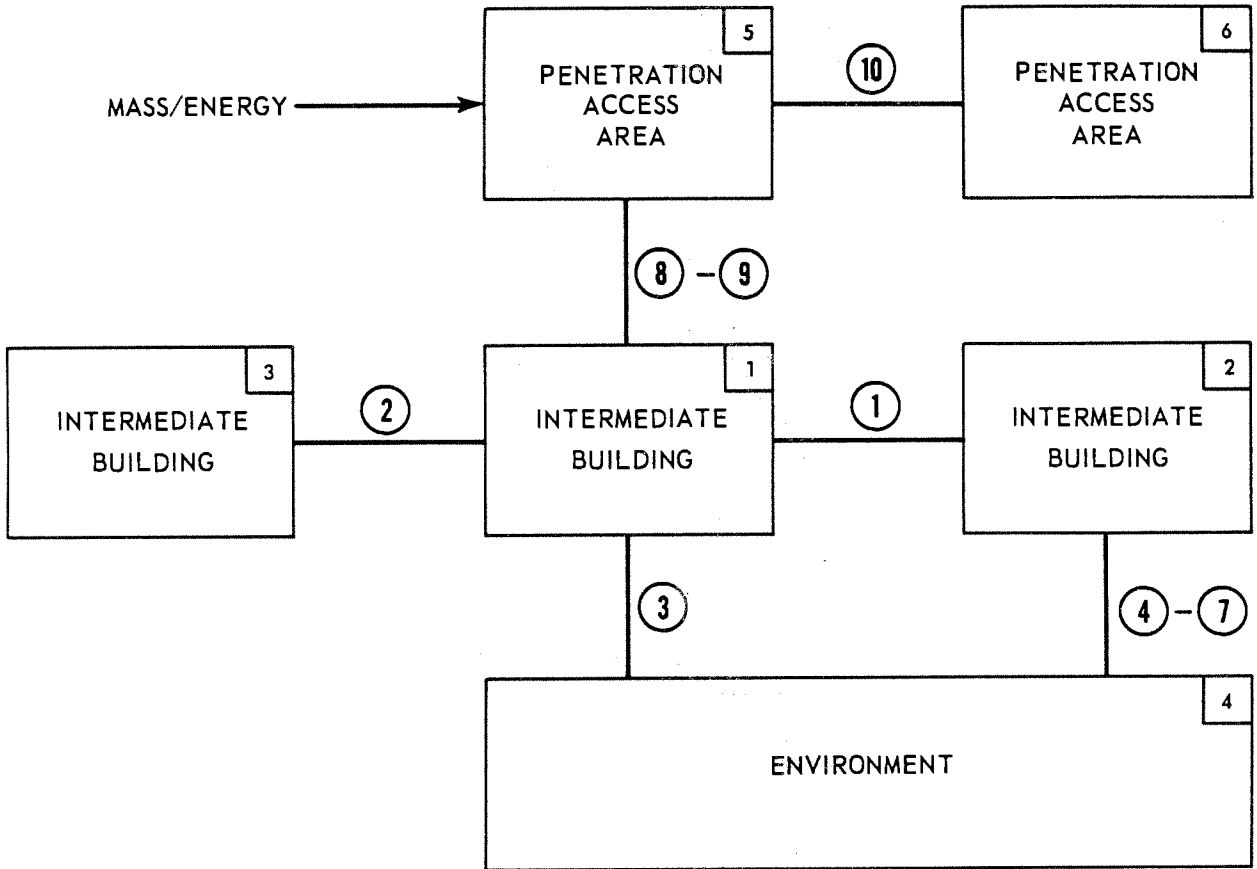 5
PENETRATION
ACCESS
AREA
6
PENETRATION
ACCESS
AREA
10
MASS/ENERGY
8 – 9
3
INTERMEDIATE
BUILDING
2
1
INTERMEDIATE
BUILDING
1
2
INTERMEDIATE
BUILDING
3
4 – 7
4
ENVIRONMENT